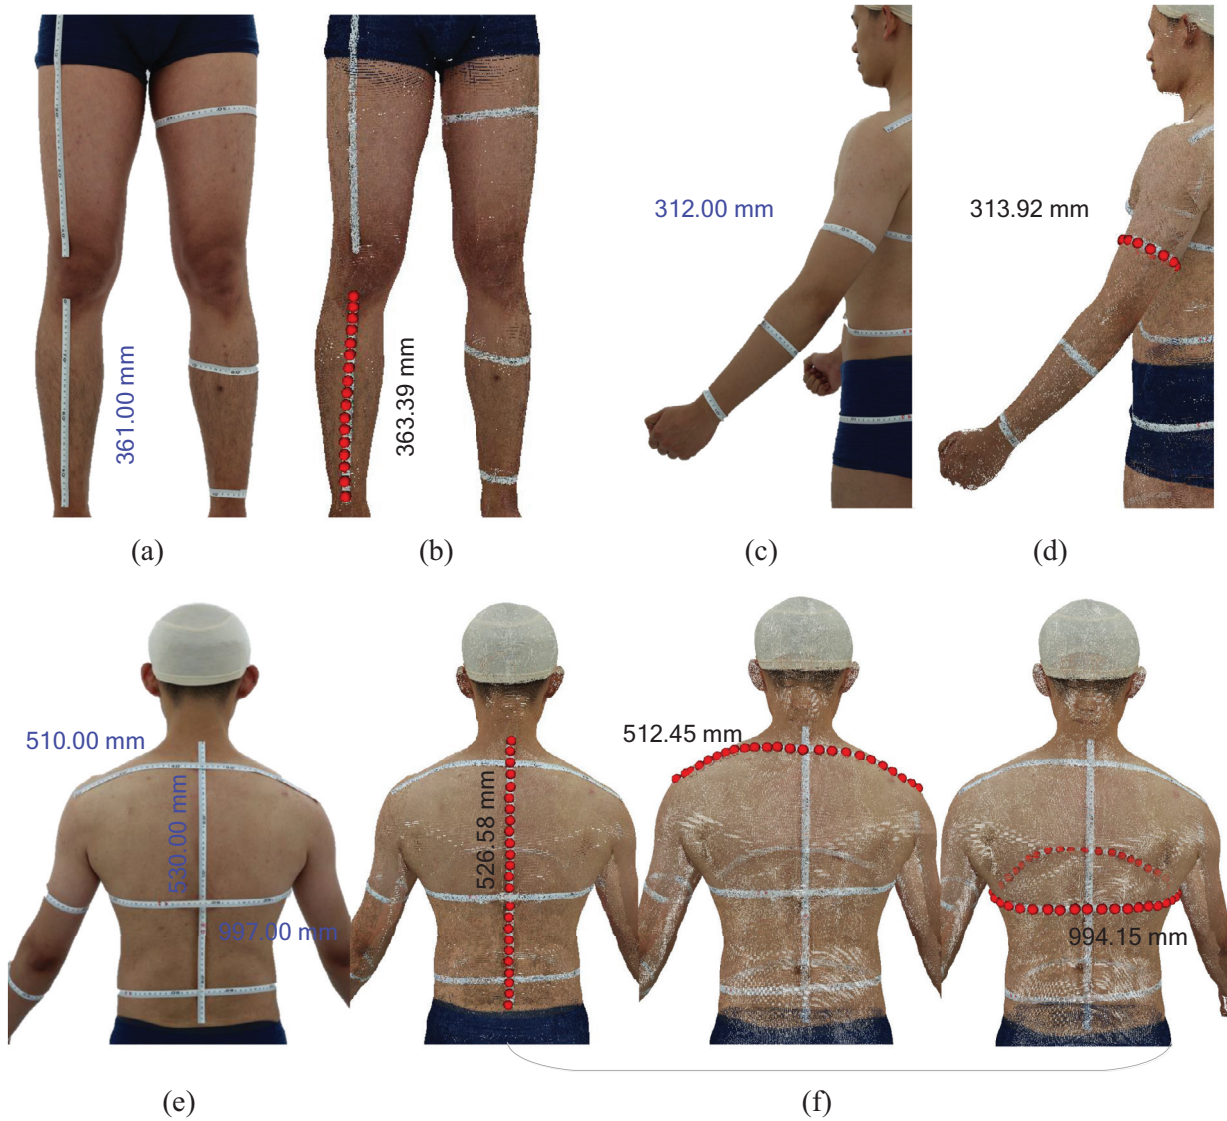 361.00 mm
363.39 mm
312.00 mm
313.92 mm
(a)
(b)
(c)
(d)
510.00 mm
530.00 mm
997.00 mm
526.58 mm
512.45 mm
994.15 mm
(e)
(f)